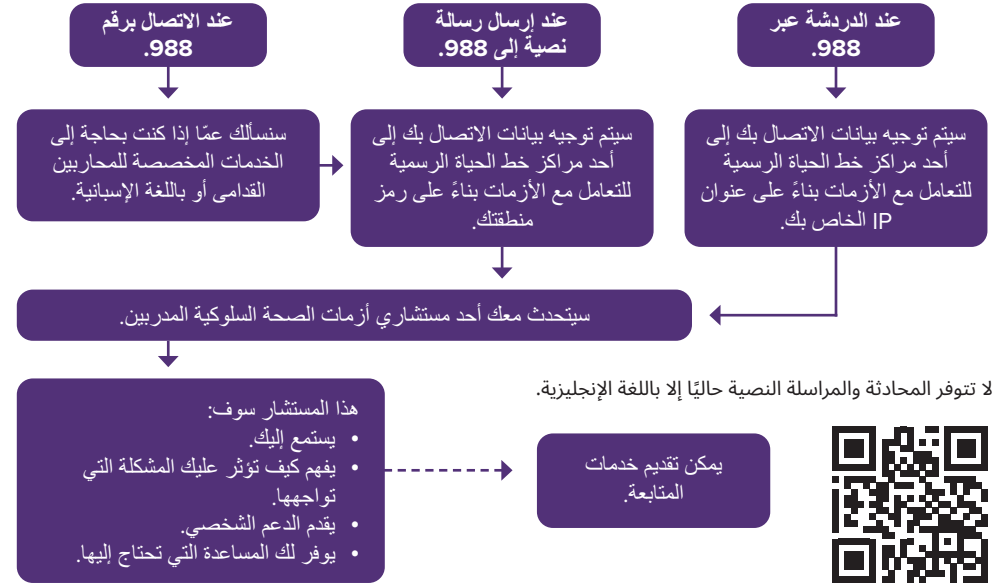 عند الدردشة عبر
988.
عند إرسال رسالة
نصية إلى 988.
عند الاتصال برقم
988.
سيتم توجيه بيانات الاتصال بك إلى
أحد مراكز خط الحياة الرسمية
للتعامل مع الأزمات بناءً على عنوان
IP الخاص بك.
سيتم توجيه بيانات الاتصال بك إلى
أحد مراكز خط الحياة الرسمية
للتعامل مع الأزمات بناءً على رمز
منطقتك.
سنسألك عمّا إذا كنت بحاجة إلى
الخدمات المخصصة للمحاربين
القدامى أو باللغة الإسبانية.
سيتحدث معك أحد مستشاري أزمات الصحة السلوكية المدربين.
لا تتوفر المحادثة والمراسلة النصية حاليًا إلا باللغة الإنجليزية.
هذا المستشار سوف:
• يستمع إليك.
• يفهم كيف تؤثر عليك المشكلة التي
تواجهها.
• يقدم الدعم الشخصي.
• يوفر لك المساعدة التي تحتاج إليها.
يمكن تقديم خدمات
المتابعة.